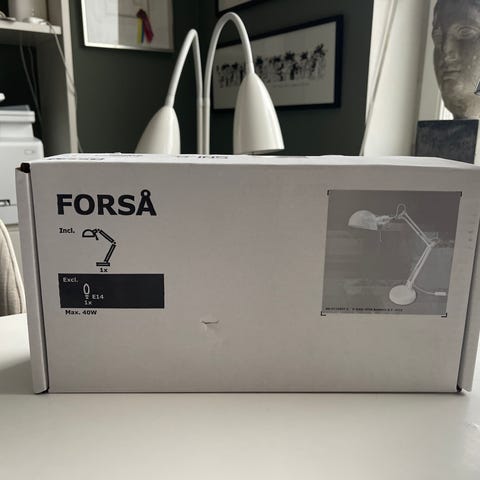 FORSÅ
Incl.
1x
Excl.
E14
1x
Max. 40W